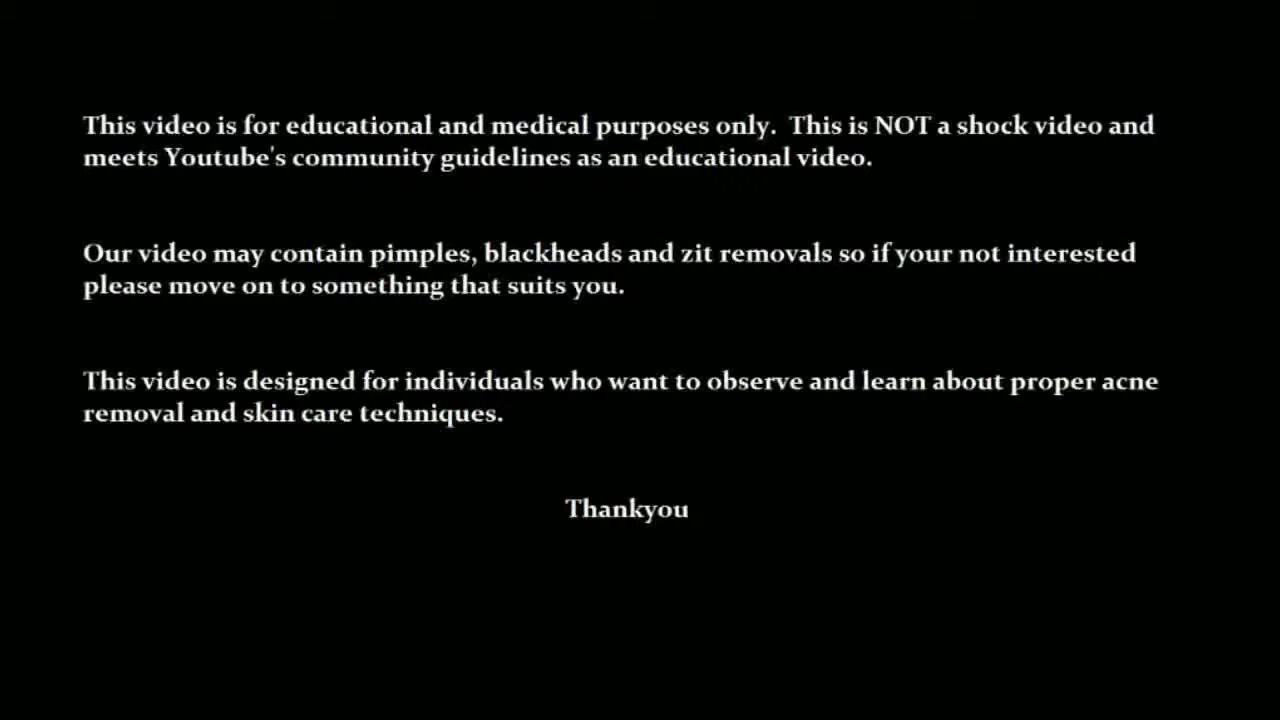 This video is for educational and medical purposes only.  This is NOT a shock video and
meets Youtube's community guidelines as an educational video.
Our video may contain pimples, blackheads and zit removals so if your not interested
please move on to something that suits you.
This video is designed for individuals who want to observe and learn about proper acne
removal and skin care techniques.
Thankyou